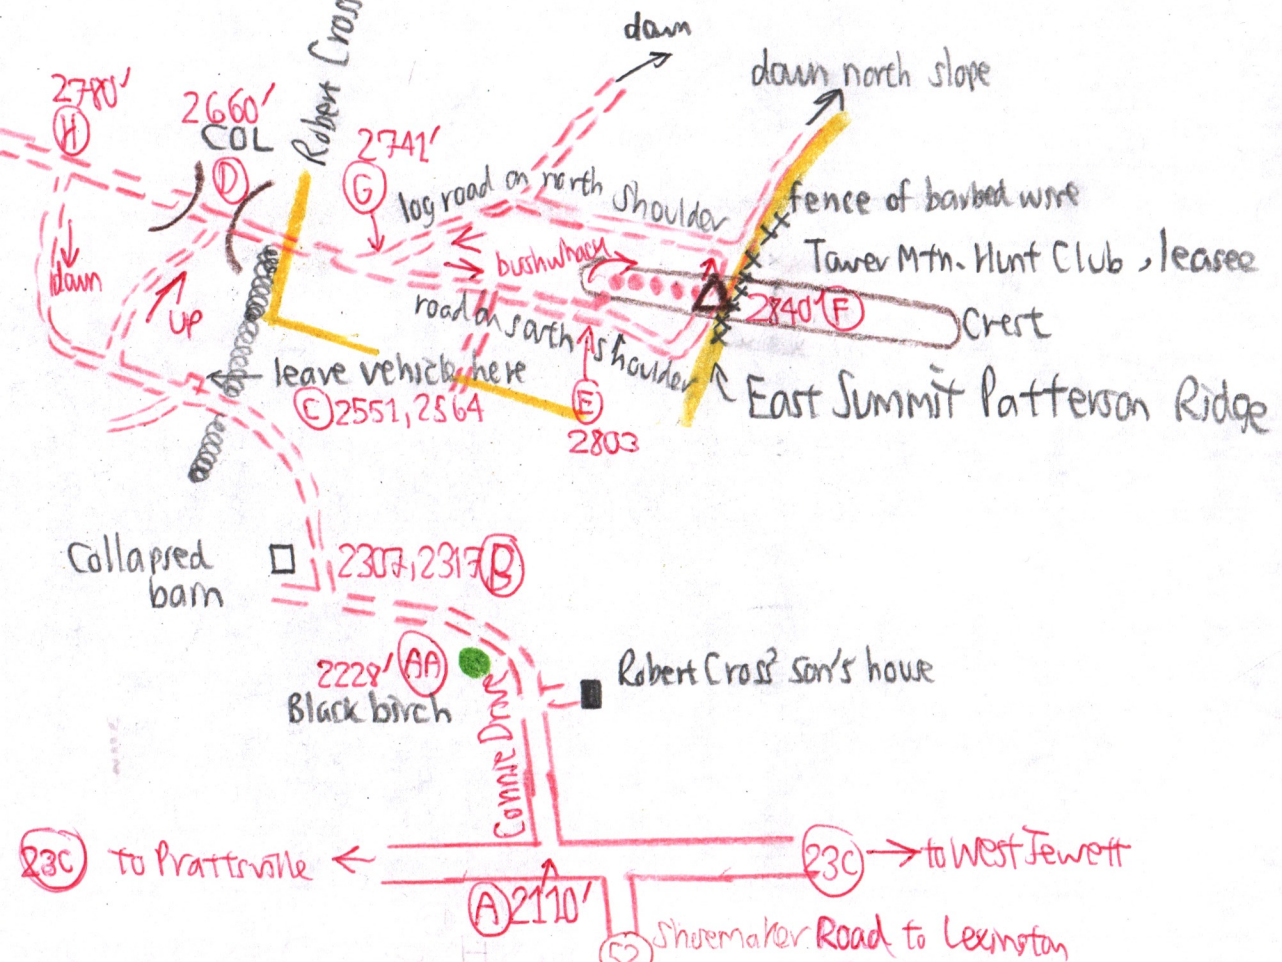 down
down north slope
Robert Cross
2780'
H
2660'
COL
D
2741'
G
log road on north shoulder
fence of barbed wire
bushwhack
Tower Mtn. Hunt Club, leasee
2840' F
Crest
down
up
road on south shoulder
leave vehicle here
C 2551, 2564
E
2803
East Summit Patterson Ridge
Collapsed
barn
2307, 2317 B
2228' AA
Black birch
Robert Cross' son's house
Connie Drive
23C to Prattsville
23C to West Jewett
A 2110'
52 Shoemaker Road to Lexington